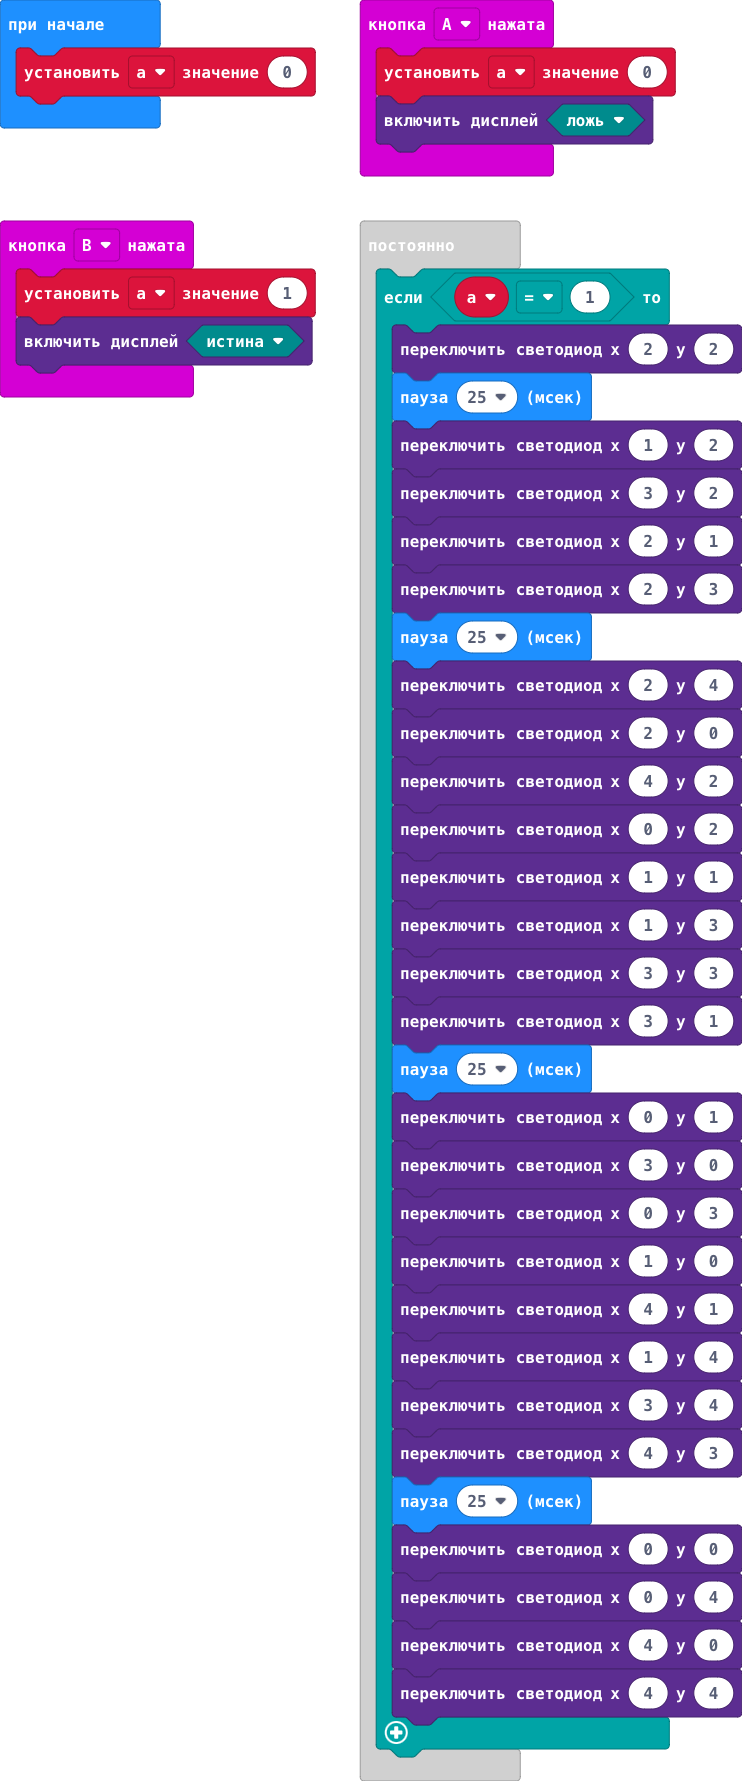 при начале
установить a значение 0
кнопка A нажата
установить a значение 0
включить дисплей ложь
кнопка B нажата
установить a значение 1
включить дисплей истина
постоянно
если a = 1 то
переключить светодиод x 2 y 2
пауза 25 (мсек)
переключить светодиод x 1 y 2
переключить светодиод x 3 y 2
переключить светодиод x 2 y 1
переключить светодиод x 2 y 3
пауза 25 (мсек)
переключить светодиод x 2 y 4
переключить светодиод x 2 y 0
переключить светодиод x 4 y 2
переключить светодиод x 0 y 2
переключить светодиод x 1 y 1
переключить светодиод x 1 y 3
переключить светодиод x 3 y 3
переключить светодиод x 3 y 1
пауза 25 (мсек)
переключить светодиод x 0 y 1
переключить светодиод x 3 y 0
переключить светодиод x 0 y 3
переключить светодиод x 1 y 0
переключить светодиод x 4 y 1
переключить светодиод x 1 y 4
переключить светодиод x 3 y 4
переключить светодиод x 4 y 3
пауза 25 (мсек)
переключить светодиод x 0 y 0
переключить светодиод x 0 y 4
переключить светодиод x 4 y 0
переключить светодиод x 4 y 4